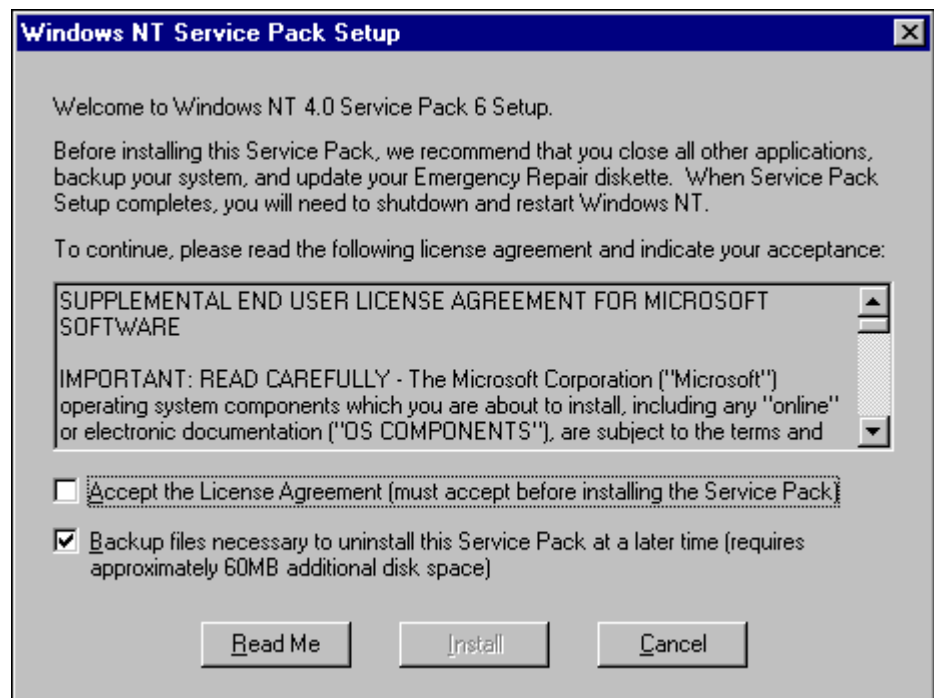 Windows NT Service Pack Setup
Welcome to Windows NT 4.0 Service Pack 6 Setup.
Before installing this Service Pack, we recommend that you close all other applications,
backup your system, and update your Emergency Repair diskette.  When Service Pack
Setup completes, you will need to shutdown and restart Windows NT.
To continue, please read the following license agreement and indicate your acceptance:
SUPPLEMENTAL END USER LICENSE AGREEMENT FOR MICROSOFT
SOFTWARE
IMPORTANT: READ CAREFULLY - The Microsoft Corporation ("Microsoft")
operating system components which you are about to install, including any "online"
or electronic documentation ("OS COMPONENTS"), are subject to the terms and
Accept the License Agreement (must accept before installing the Service Pack)
Backup files necessary to uninstall this Service Pack at a later time (requires
approximately 60MB additional disk space)
Read Me
Install
Cancel